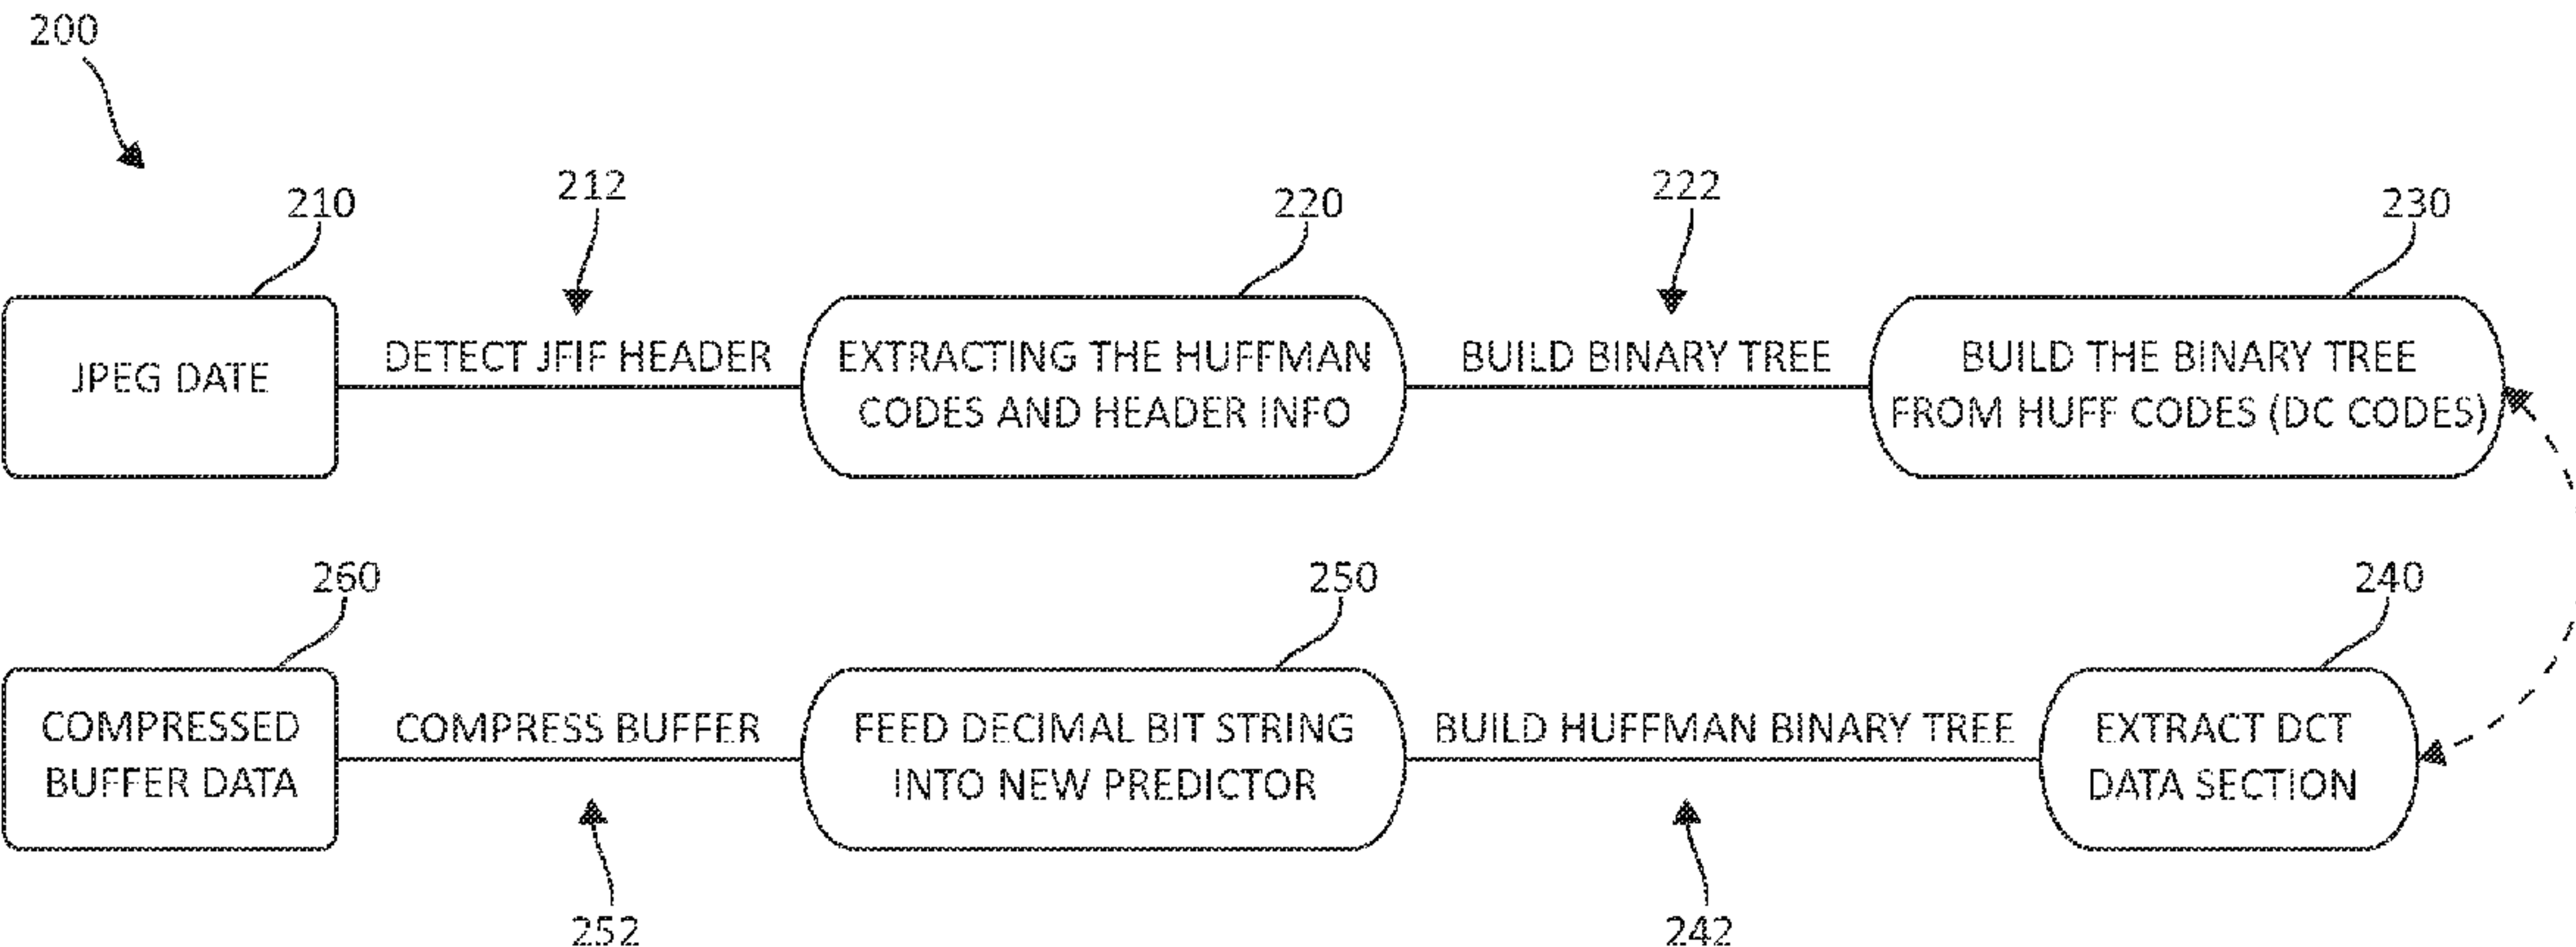 200
210
212
220
222
230
JPEG DATE
DETECT JFIF HEADER
EXTRACTING THE HUFFMAN
CODES AND HEADER INFO
BUILD BINARY TREE
BUILD THE BINARY TREE
FROM HUFF CODES (DC CODES)
260
250
240
COMPRESSED
BUFFER DATA
COMPRESS BUFFER
FEED DECIMAL BIT STRING
INTO NEW PREDICTOR
BUILD HUFFMAN BINARY TREE
EXTRACT DCT
DATA SECTION
252
242